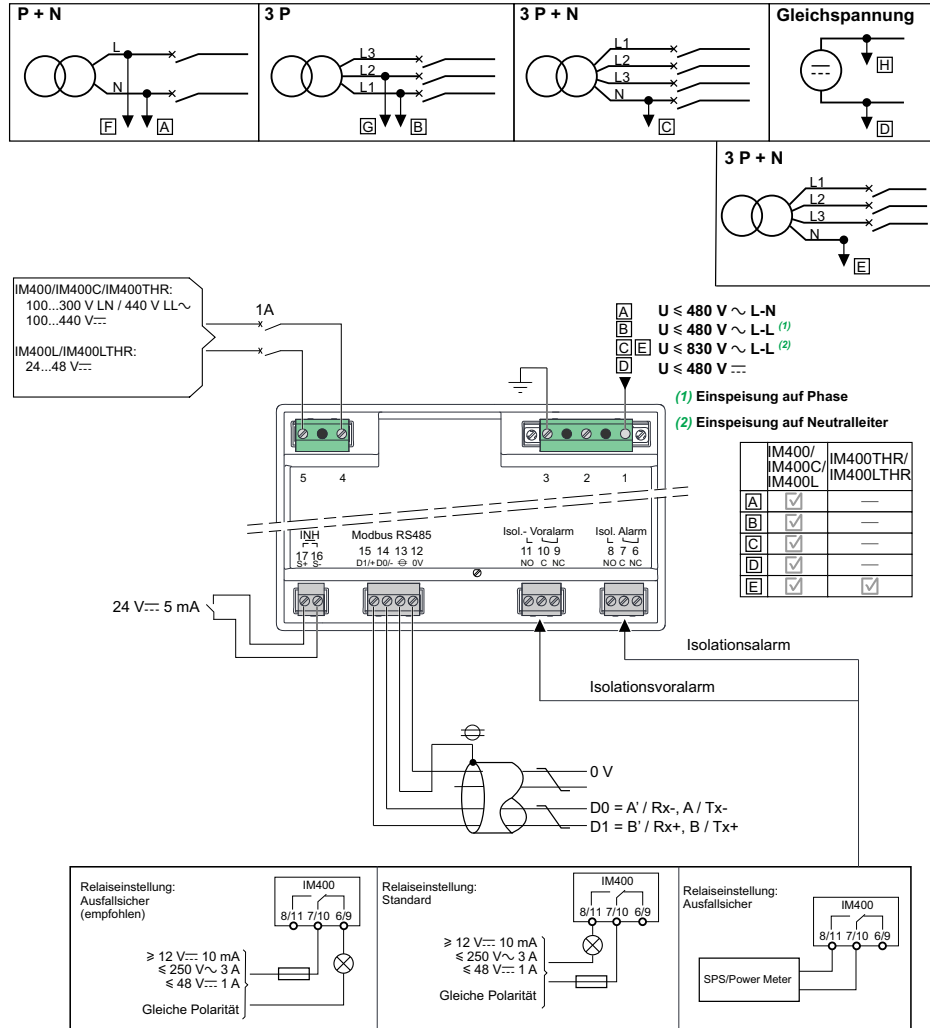 P + N
3 P
3 P + N
Gleichspannung
L
N
F
A
L3
L2
L1
G
B
L1
L2
L3
N
C
H
D
3 P + N
L1
L2
L3
N
E
IM400/IM400C/IM400THR:
100...300 V LN / 440 V LL∼
100...440 V⎓
IM400L/IM400LTHR:
24...48 V⎓
1A
A U ≤ 480 V ∼ L-N
B U ≤ 480 V ∼ L-L (1)
C E U ≤ 830 V ∼ L-L (2)
D U ≤ 480 V ⎓
(1) Einspeisung auf Phase
(2) Einspeisung auf Neutralleiter
IM400/ IM400C/ IM400L
IM400THR/ IM400LTHR
A ☑ —
B ☑ —
C ☑ —
D ☑ —
E ☑ ☑
5 4 3 2 1
INH
17 16
S+ S-
Modbus RS485
15 14 13 12
D1/+ D0/- 0V
Isol.- Voralarm
11 10 9
NO C NC
Isol. Alarm
8 7 6
NO C NC
24 V⎓ 5 mA
Isolationsalarm
Isolationsvoralarm
0 V
D0 = A' / Rx-, A / Tx-
D1 = B' / Rx+, B / Tx+
Relaiseinstellung:
Ausfallsicher
(empfohlen)
IM400
8/11 7/10 6/9
≥ 12 V⎓ 10 mA
≤ 250 V∼ 3 A
≤ 48 V⎓ 1 A
Gleiche Polarität
Relaiseinstellung:
Standard
IM400
8/11 7/10 6/9
≥ 12 V⎓ 10 mA
≤ 250 V∼ 3 A
≤ 48 V⎓ 1 A
Gleiche Polarität
Relaiseinstellung:
Ausfallsicher
IM400
8/11 7/10 6/9
SPS/Power Meter